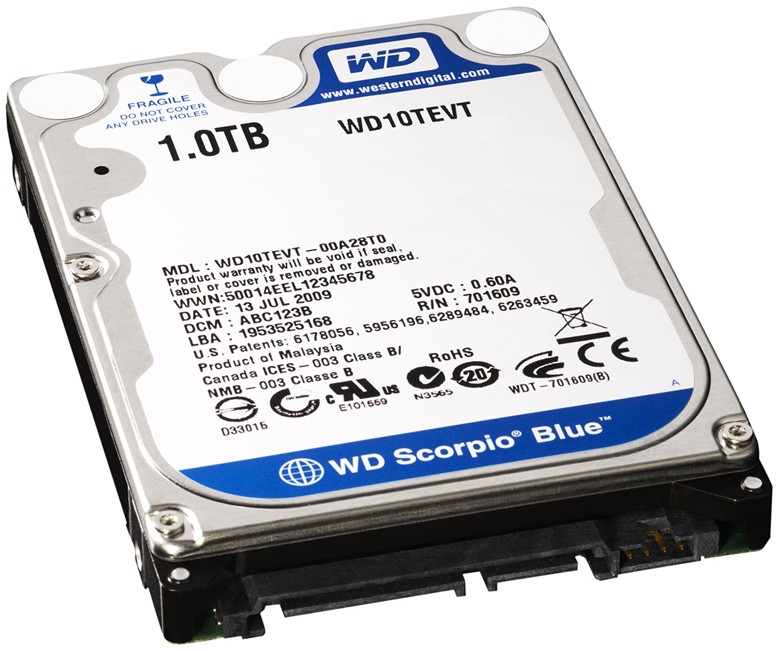 WD
www.westerndigital.com
FRAGILE
DO NOT COVER
ANY DRIVE HOLES
1.0TB
WD10TEVT
MDL : WD10TEVT-00A28T0
Product warranty will be void if seal,
label or cover is removed or damaged.
WWN:50014EEL12345678
DATE: 13 JUL 2009
5VDC : 0.60A
DCM : ABC123B
R/N : 701609
LBA : 1953525168
U.S. Patents: 6178056, 5956196,6289484, 6263459
Product of Malaysia
Canada ICES-003 Class B/
NMB-003 Classe B
RoHS
D33015
c RU us
E101559
N3565
20
CE
WDT-701609(B)
A
WD Scorpio® Blue™